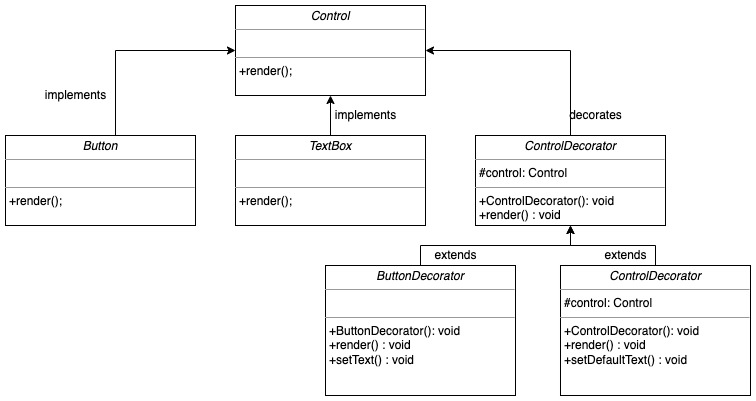 Control
+render();
implements
implements
decorates
Button
+render();
TextBox
+render();
ControlDecorator
#control: Control
+ControlDecorator(): void
+render() : void
extends
extends
ButtonDecorator
+ButtonDecorator(): void
+render() : void
+setText() : void
ControlDecorator
#control: Control
+ControlDecorator(): void
+render() : void
+setDefaultText() : void